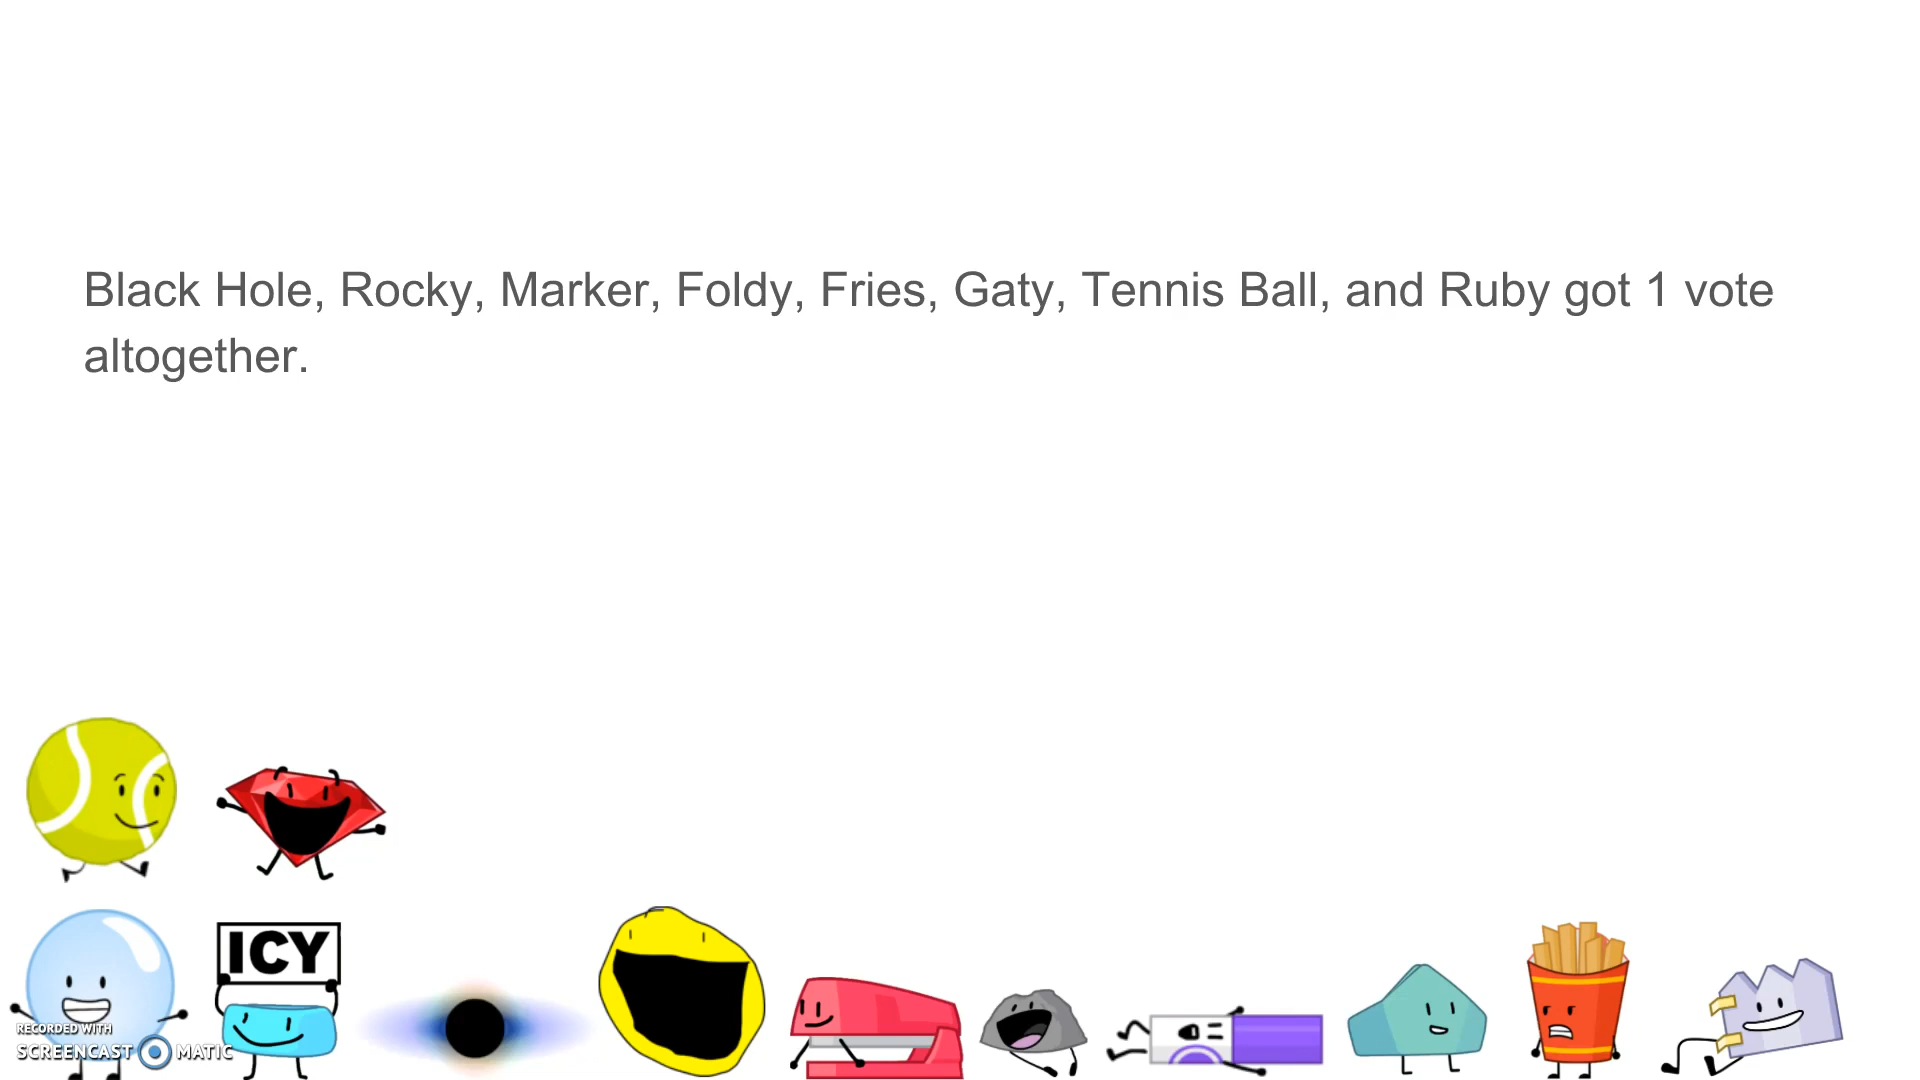 Black Hole, Rocky, Marker, Foldy, Fries, Gaty, Tennis Ball, and Ruby got 1 vote
altogether.
ICY
RECORDED WITH
SCREENCAST MATIC